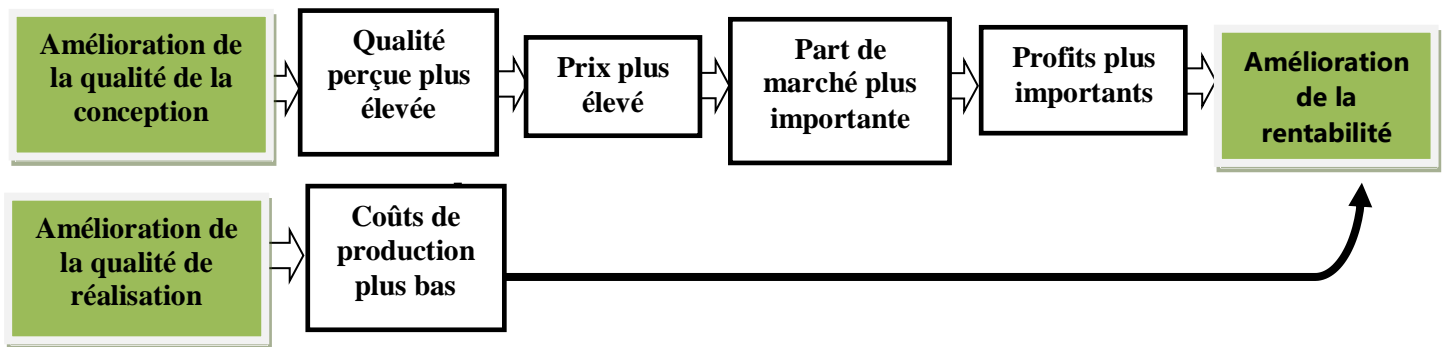 Amélioration de
la qualité de la
conception
Qualité
perçue plus
élevée
Prix plus
élevé
Part de
marché plus
importante
Profits plus
importants
Amélioration
de la
rentabilité
Amélioration de
la qualité de
réalisation
Coûts de
production
plus bas